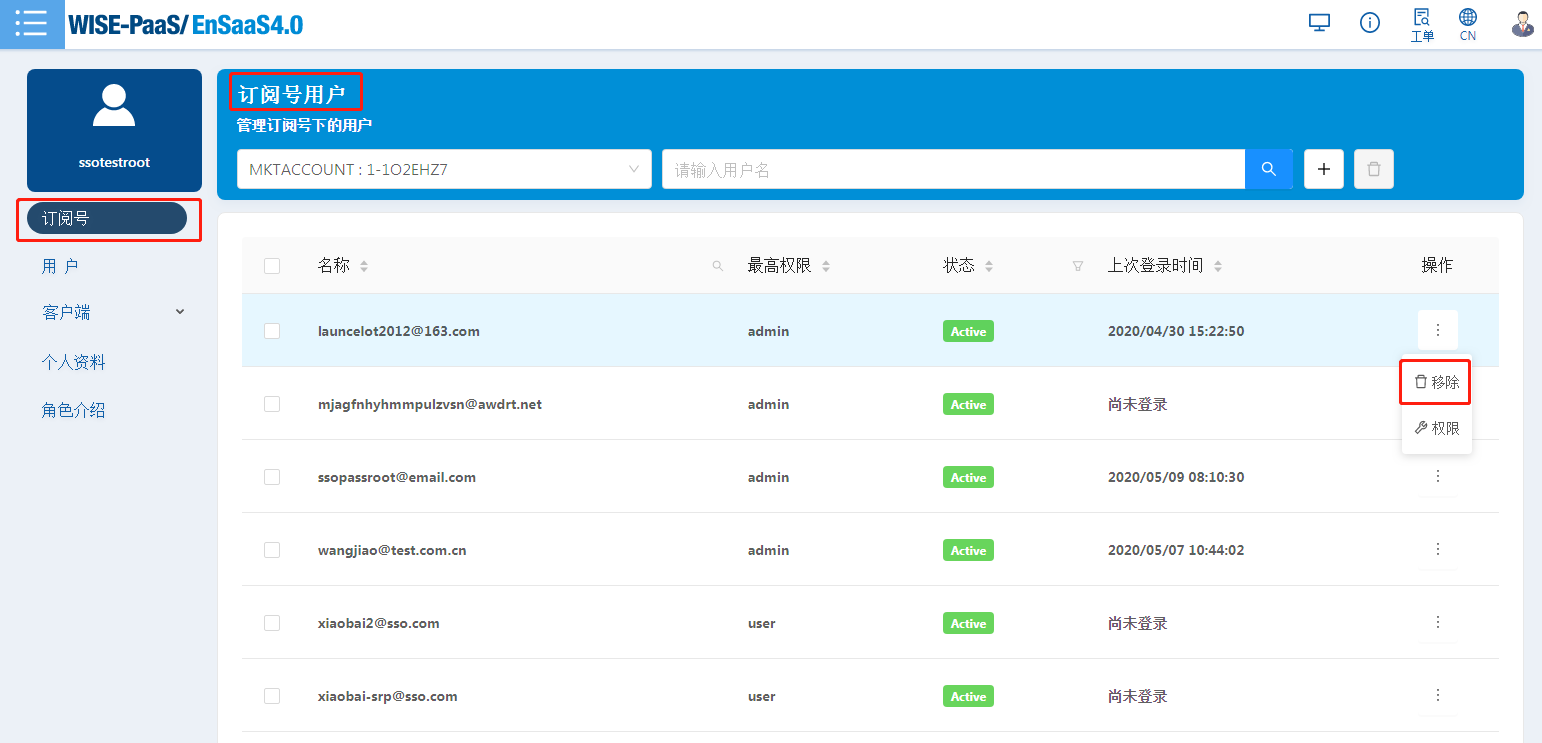 WISE-PaaS/ EnSaaS4.0
工单
CN
ssotestroot
订阅号
用 户
客户端
个人资料
角色介绍
订阅号用户
管理订阅号下的用户
MKTACCOUNT : 1-1O2EHZ7
请输入用户名
名称 最高权限 状态 上次登录时间 操作
launcelot2012@163.com admin Active 2020/04/30 15:22:50
移除
mjagfnhyhmmpulzvsn@awdrt.net admin Active 尚未登录
权限
ssopassroot@email.com admin Active 2020/05/09 08:10:30
wangjiao@test.com.cn admin Active 2020/05/07 10:44:02
xiaobai2@sso.com user Active 尚未登录
xiaobai-srp@sso.com user Active 尚未登录